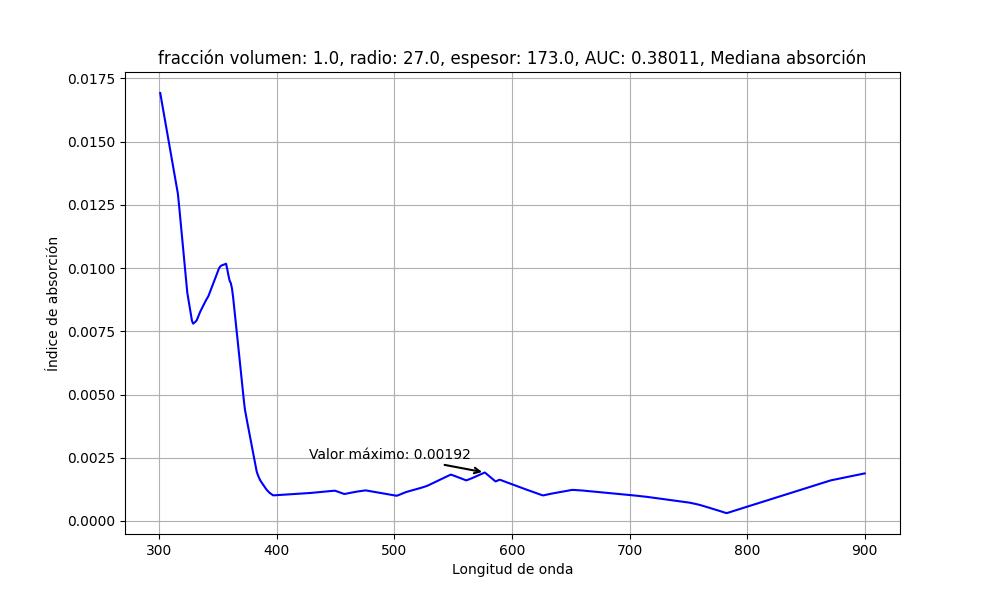 fracción volumen: 1.0, radio: 27.0, espesor: 173.0, AUC: 0.38011, Mediana absorción
0.0175
0.0150
0.0125
0.0100
0.0075
0.0050
0.0025
0.0000
Índice de absorción
Valor máximo: 0.00192
300 400 500 600 700 800 900
Longitud de onda